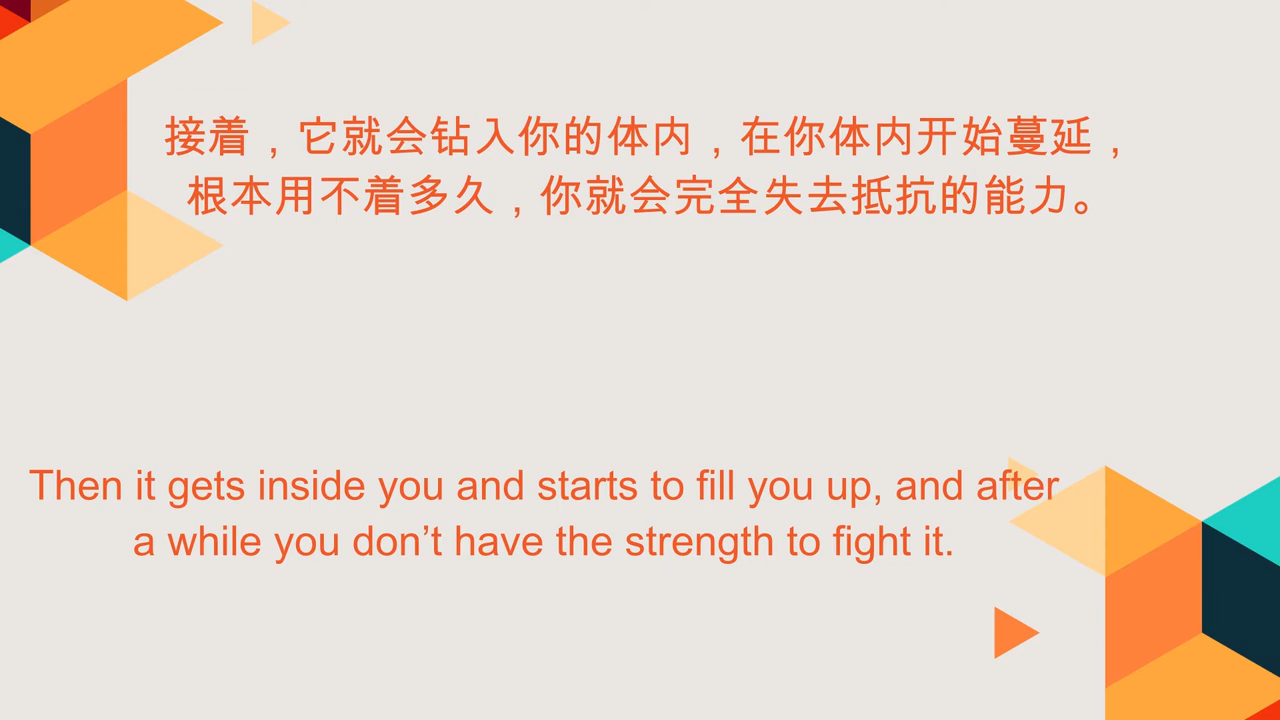 接着，它就会钻入你的体内，在你体内开始蔓延，
根本用不着多久，你就会完全失去抵抗的能力。
Then it gets inside you and starts to fill you up, and after
a while you don’t have the strength to fight it.